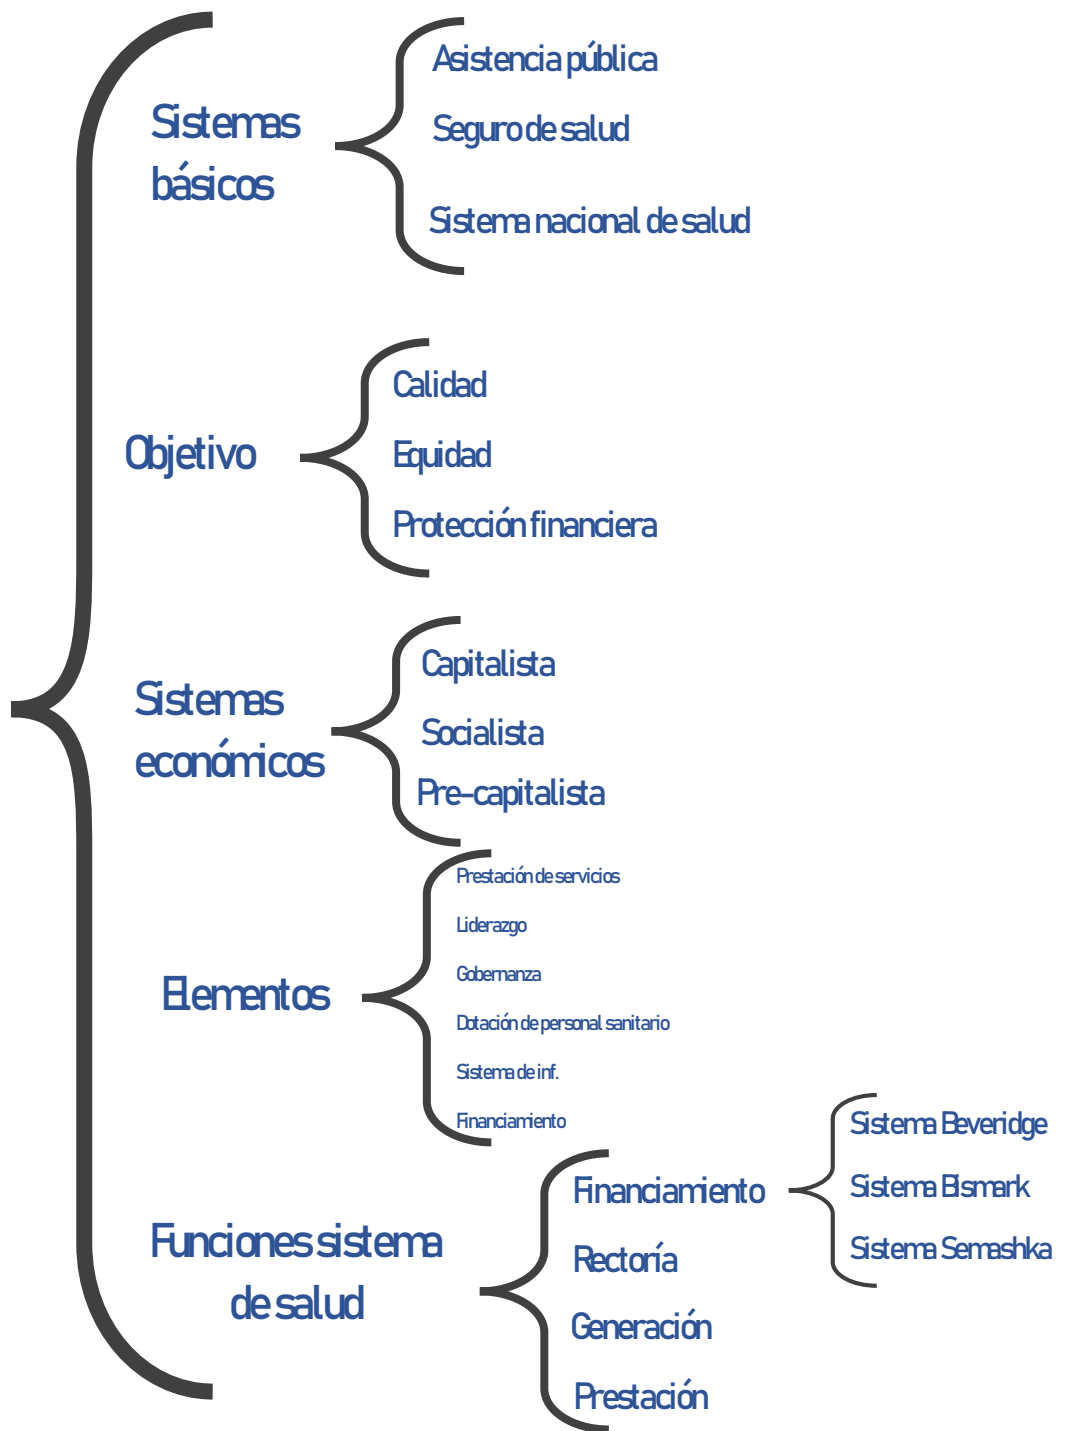 Sistemas
básicos
Asistencia pública
Seguro de salud
Sistema nacional de salud
Objetivo
Calidad
Equidad
Protección financiera
Sistemas
económicos
Capitalista
Socialista
Pre-capitalista
Elementos
Prestación de servicios
Liderazgo
Gobernanza
Dotación de personal sanitario
Sistema de inf.
Financiamiento
Funciones sistema
de salud
Financiamiento
Rectoría
Generación
Prestación
Sistema Beveridge
Sistema Bismark
Sistema Semashka